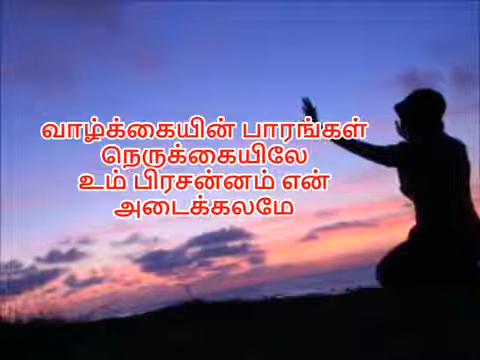 வாழ்க்கையின் பாரங்கள்
நெருக்கையிலே
உம் பிரசன்னம் என்
அடைக்கலமே